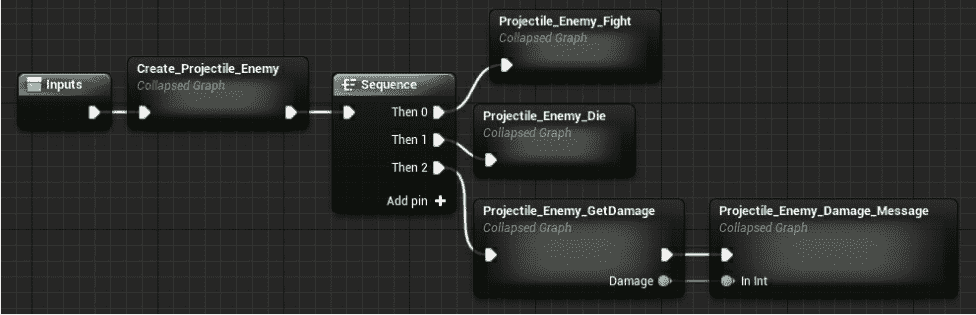 Inputs
Create_Projectile_Enemy
Collapsed Graph
Sequence
Then 0
Then 1
Then 2
Add pin
Projectile_Enemy_Fight
Collapsed Graph
Projectile_Enemy_Die
Collapsed Graph
Projectile_Enemy_GetDamage
Collapsed Graph
Damage
Projectile_Enemy_Damage_Message
Collapsed Graph
In Int